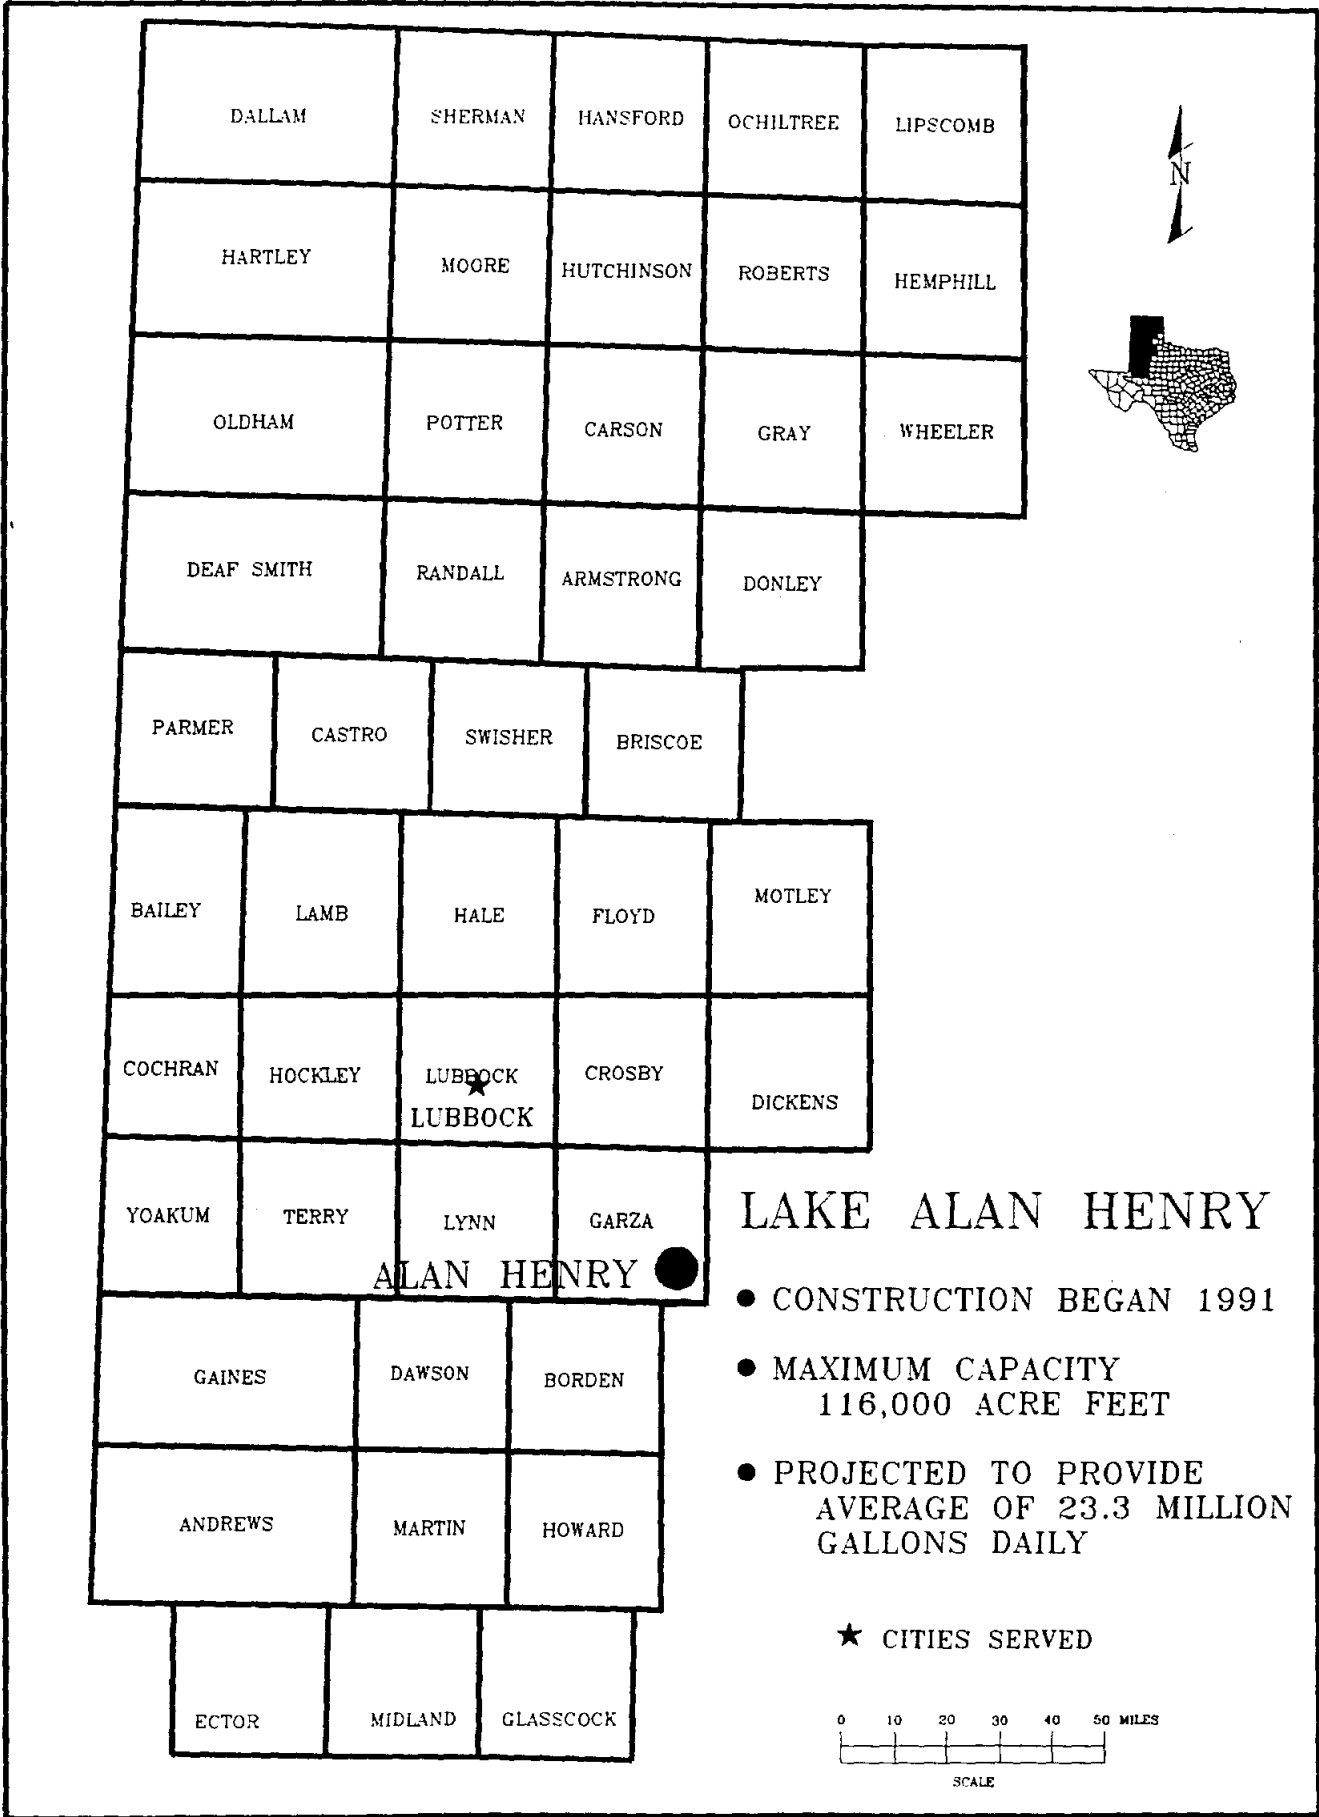 DALLAM
SHERMAN
HANSFORD
OCHILTREE
LIPSCOMB
N
HARTLEY
MOORE
HUTCHINSON
ROBERTS
HEMPHILL
OLDHAM
POTTER
CARSON
GRAY
WHEELER
DEAF SMITH
RANDALL
ARMSTRONG
DONLEY
PARMER
CASTRO
SWISHER
BRISCOE
BAILEY
LAMB
HALE
FLOYD
MOTLEY
COCHRAN
HOCKLEY
LUBBOCK
LUBBOCK
CROSBY
DICKENS
YOAKUM
TERRY
LYNN
GARZA
ALAN HENRY
GAINES
DAWSON
BORDEN
ANDREWS
MARTIN
HOWARD
ECTOR
MIDLAND
GLASSCOCK
LAKE ALAN HENRY
● CONSTRUCTION BEGAN 1991
● MAXIMUM CAPACITY
116,000 ACRE FEET
● PROJECTED TO PROVIDE
AVERAGE OF 23.3 MILLION
GALLONS DAILY
★ CITIES SERVED
0 10 20 30 40 50 MILES
SCALE